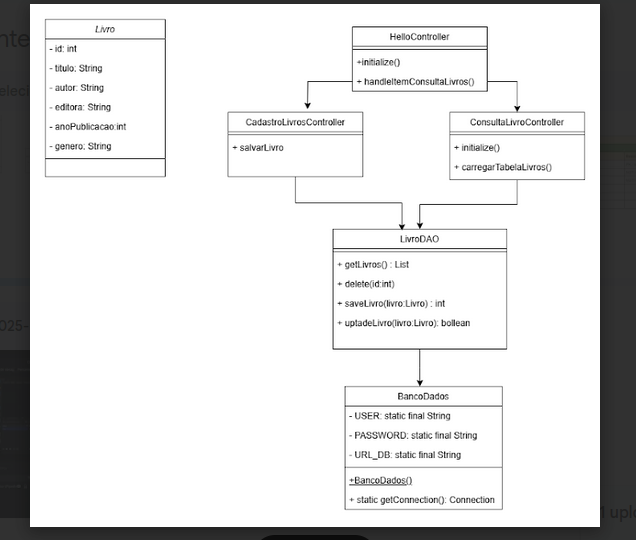 Livro
- id: int
- titulo: String
- autor: String
- editora: String
- anoPublicacao:int
- genero: String
HelloController
+initialize()
+ handleItemConsultaLivros()
CadastroLivrosController
+ salvarLivro
ConsultaLivroController
+ initialize()
+ carregarTabelaLivros()
LivroDAO
+ getLivros() : List
+ delete(id:int)
+ saveLivro(livro:Livro) : int
+ uptadeLivro(livro:Livro): bollean
BancoDados
- USER: static final String
- PASSWORD: static final String
- URL_DB: static final String
+BancoDados()
+ static getConnection(): Connection